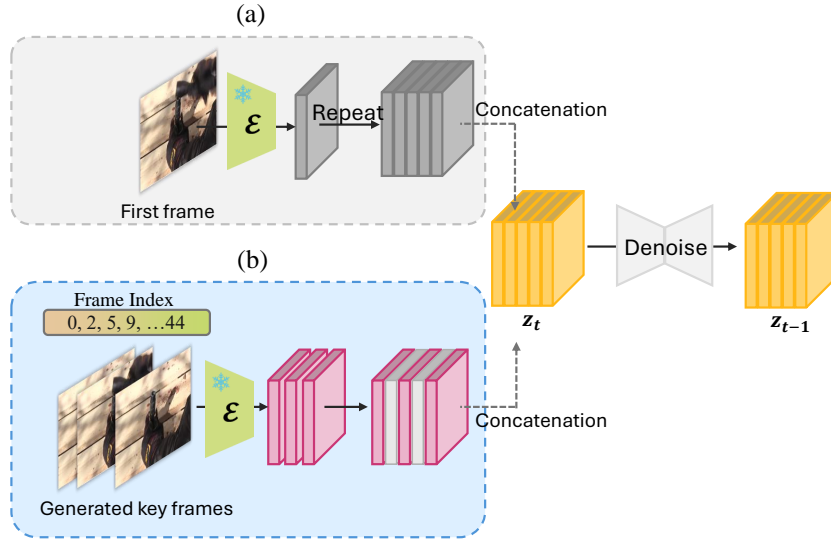 (a)
ℰ
Repeat
Concatenation
First frame
Denoise
z_t
z_{t−1}
(b)
Frame Index
0, 2, 5, 9, …44
ℰ
Concatenation
Generated key frames